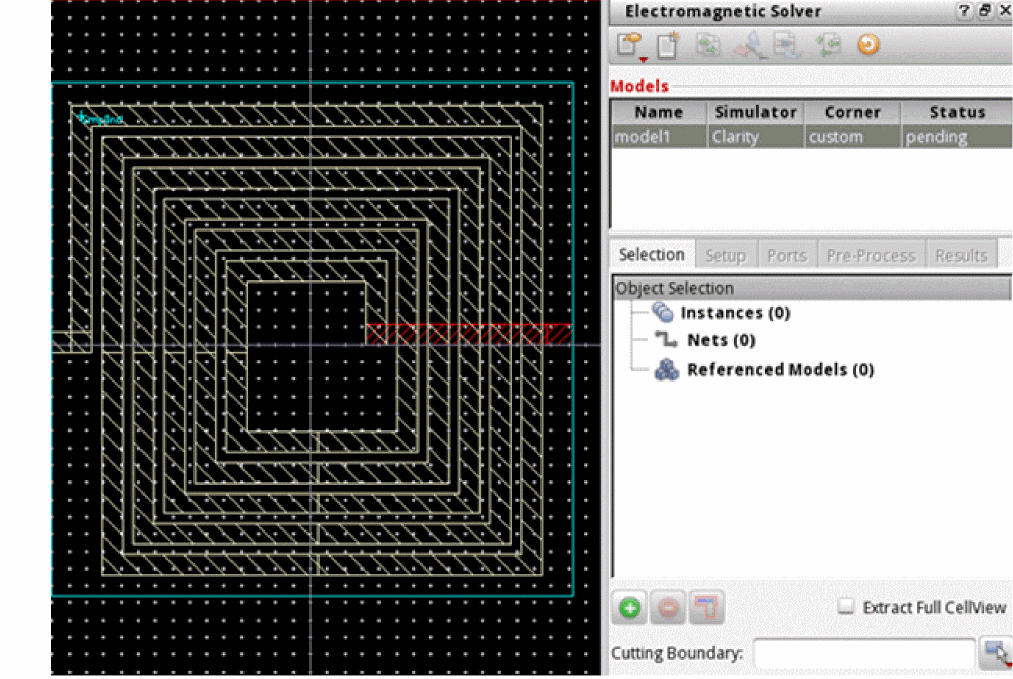 Electromagnetic Solver
Models
Name Simulator Corner Status
model1 Clarity custom pending
Selection Setup Ports Pre-Process Results
Object Selection
Instances (0)
Nets (0)
Referenced Models (0)
Extract Full CellView
Cutting Boundary: